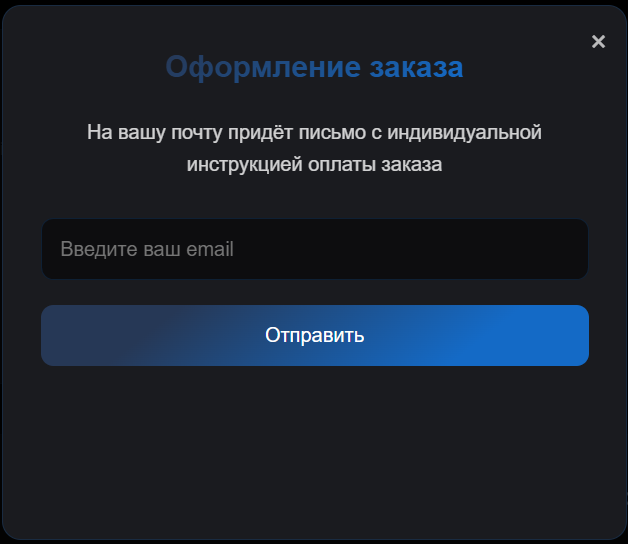 ×
Оформление заказа
На вашу почту придёт письмо с индивидуальной
инструкцией оплаты заказа
Введите ваш email
Отправить